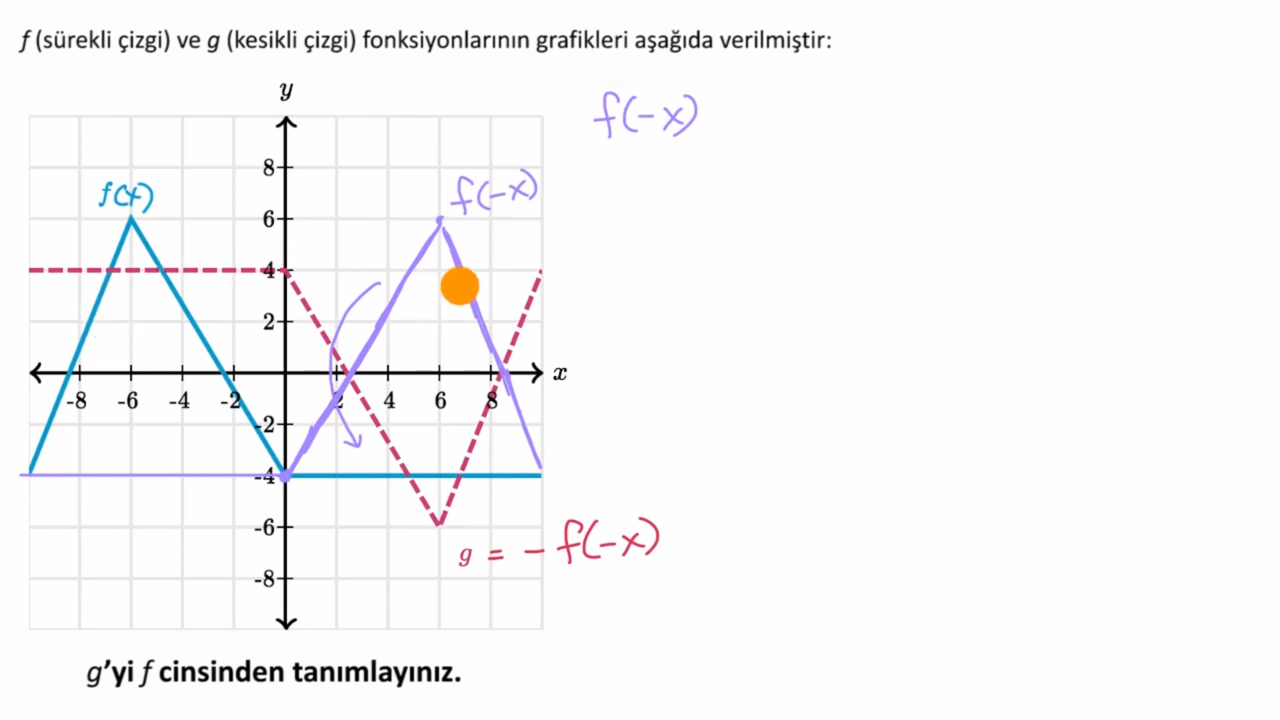 f (sürekli çizgi) ve g (kesikli çizgi) fonksiyonlarının grafikleri aşağıda verilmiştir:
y
f(-x)
8
f(x)
f(-x)
6
4
2
x
-8 -6 -4 -2 2 4 6 8
-2
-4
-6
g = - f(-x)
-8
g'yi f cinsinden tanımlayınız.